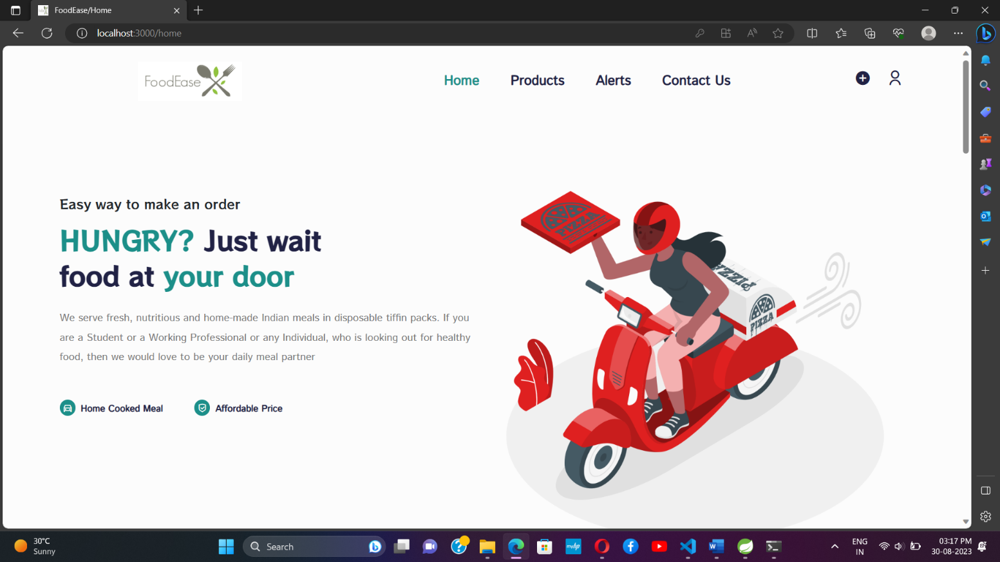 FoodEase/Home
localhost:3000/home
FoodEase
Home
Products
Alerts
Contact Us
Easy way to make an order
HUNGRY? Just wait
food at your door
We serve fresh, nutritious and home-made Indian meals in disposable tiffin packs. If you
are a Student or a Working Professional or any Individual, who is looking out for healthy
food, then we would love to be your daily meal partner
Home Cooked Meal
Affordable Price
PIZZA
PIZZA
PIZZA
30°C
Sunny
Search
myhp
ENG
IN
03:17 PM
30-08-2023